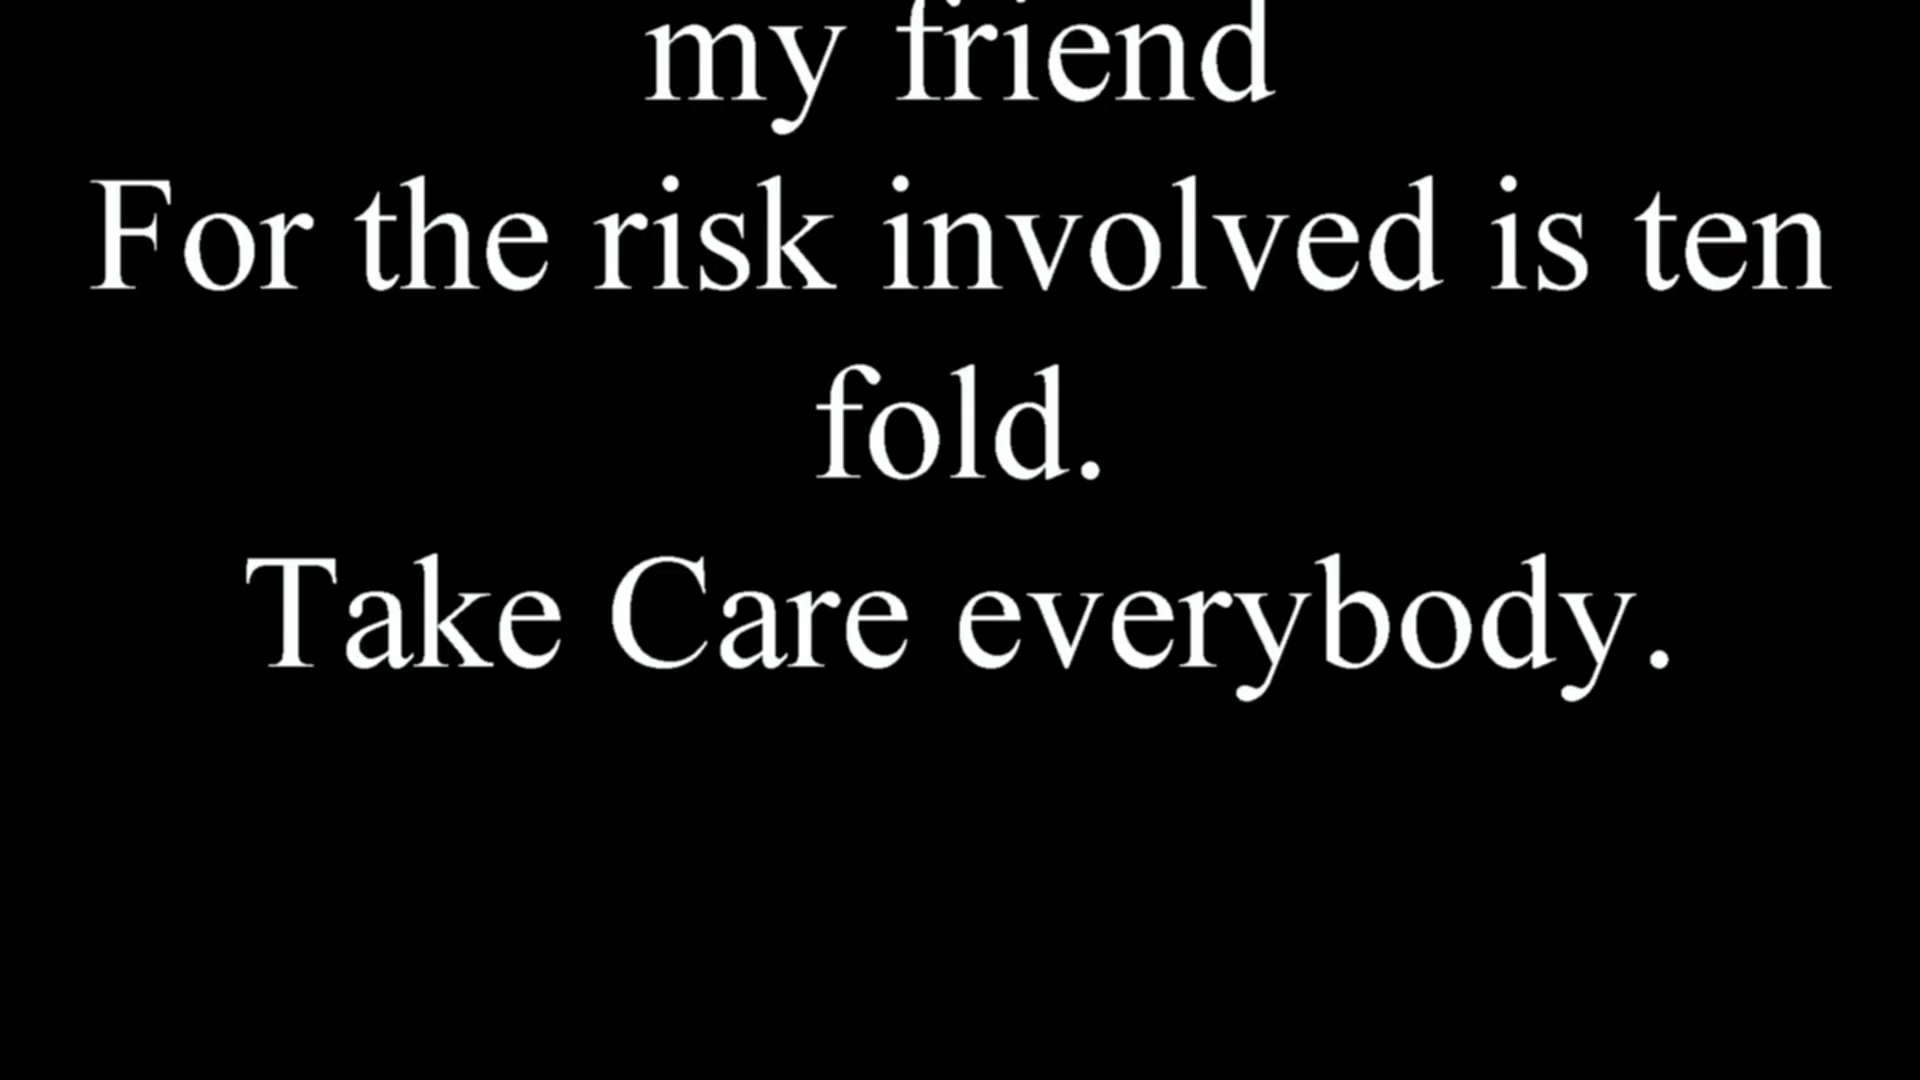 my friend
For the risk involved is ten
fold.
Take Care everybody.